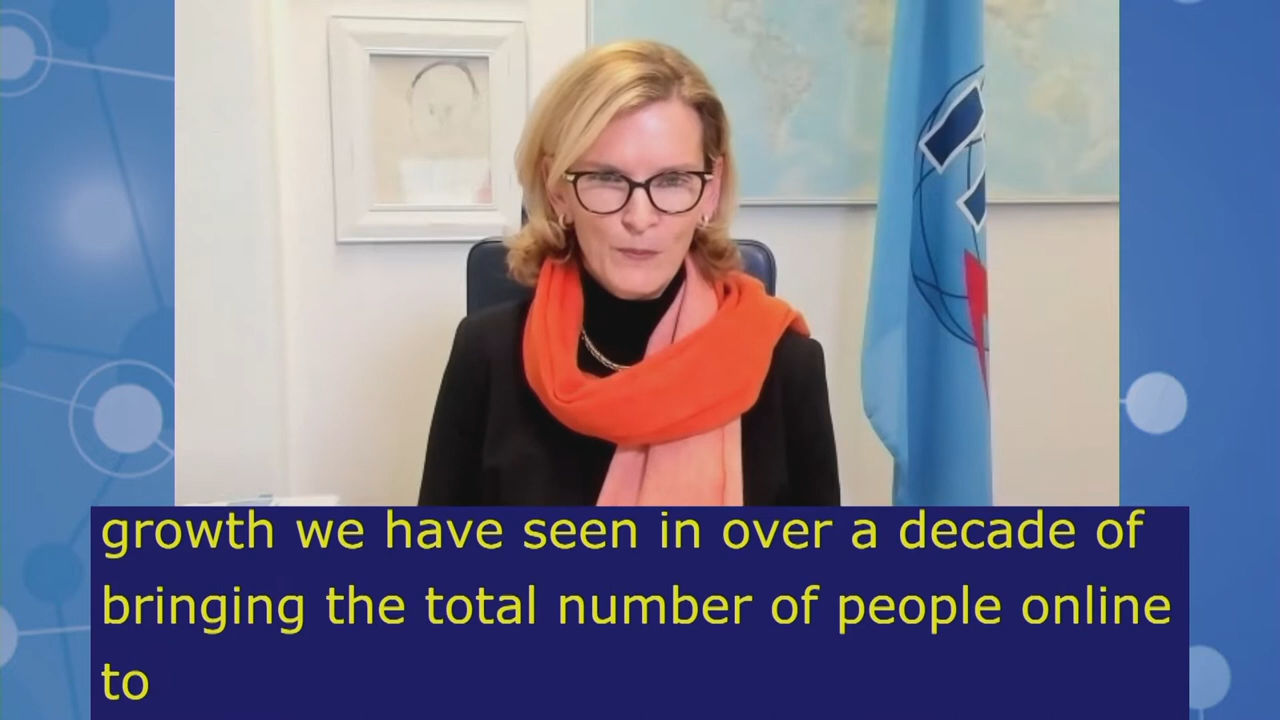 growth we have seen in over a decade of
bringing the total number of people online
to